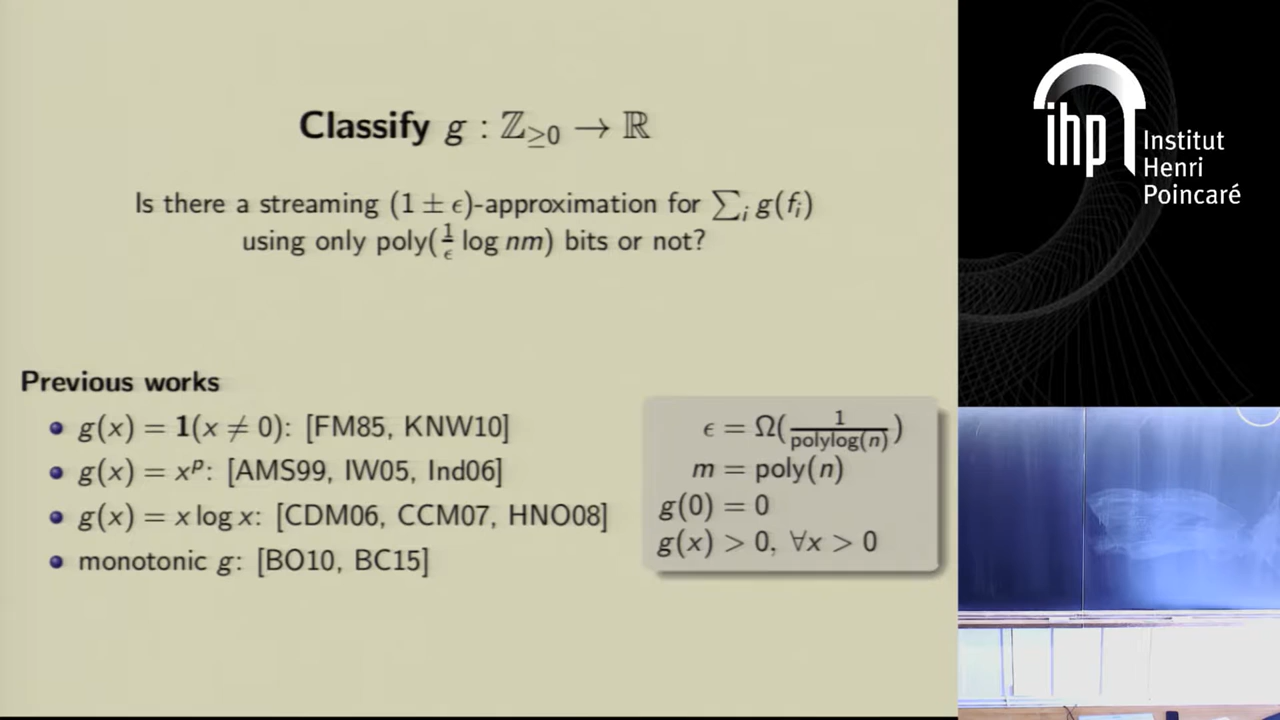 Classify g : ℤ≥0 → ℝ
Is there a streaming (1 ± ϵ)-approximation for ∑ᵢ g(fᵢ)
using only poly(1/ϵ log nm) bits or not?
Previous works
g(x) = 1(x ≠ 0): [FM85, KNW10]
g(x) = xᵖ: [AMS99, IW05, Ind06]
g(x) = x log x: [CDM06, CCM07, HNO08]
monotonic g: [BO10, BC15]
ϵ = Ω(1/polylog(n))
m = poly(n)
g(0) = 0
g(x) > 0, ∀x > 0
ihp
Institut
Henri
Poincaré